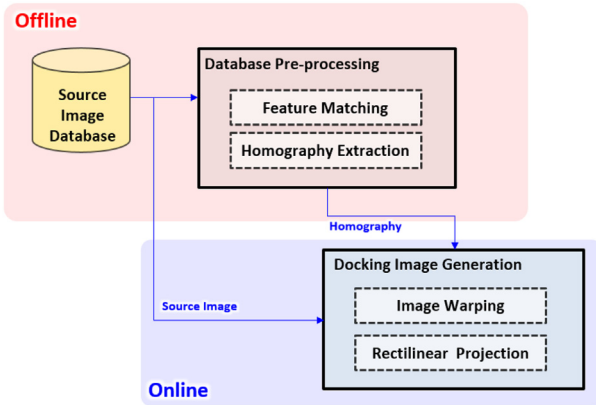 Offline
Source
Image
Database
Database Pre-processing
Feature Matching
Homography Extraction
Homography
Docking Image Generation
Image Warping
Rectilinear Projection
Source Image
Online